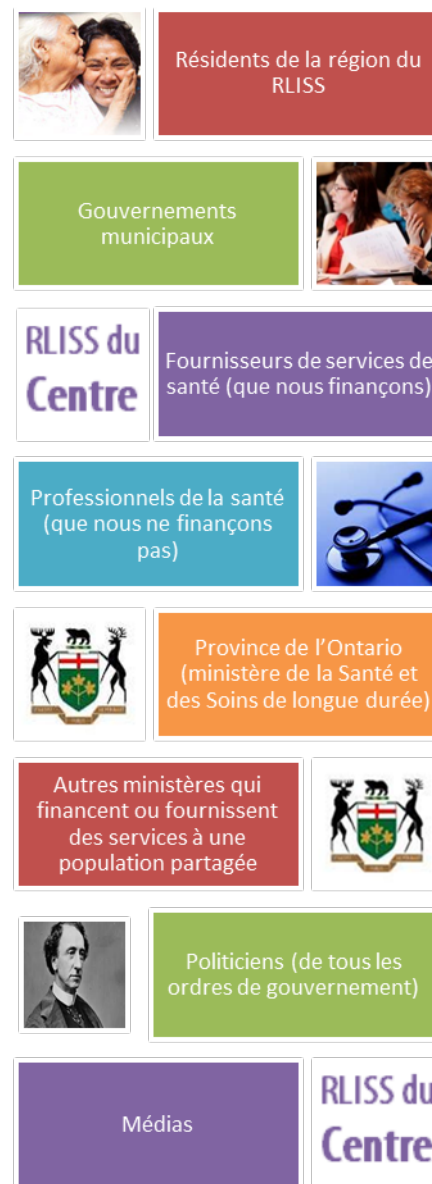 Résidents de la région du
RLISS
Gouvernements
municipaux
RLISS du
Centre
Fournisseurs de services de
santé (que nous finançons)
Professionnels de la santé
(que nous ne finançons
pas)
Province de l'Ontario
(ministère de la Santé et
des Soins de longue durée)
Autres ministères qui
financent ou fournissent
des services à une
population partagée
Politiciens (de tous les
ordres de gouvernement)
Médias
RLISS du
Centre